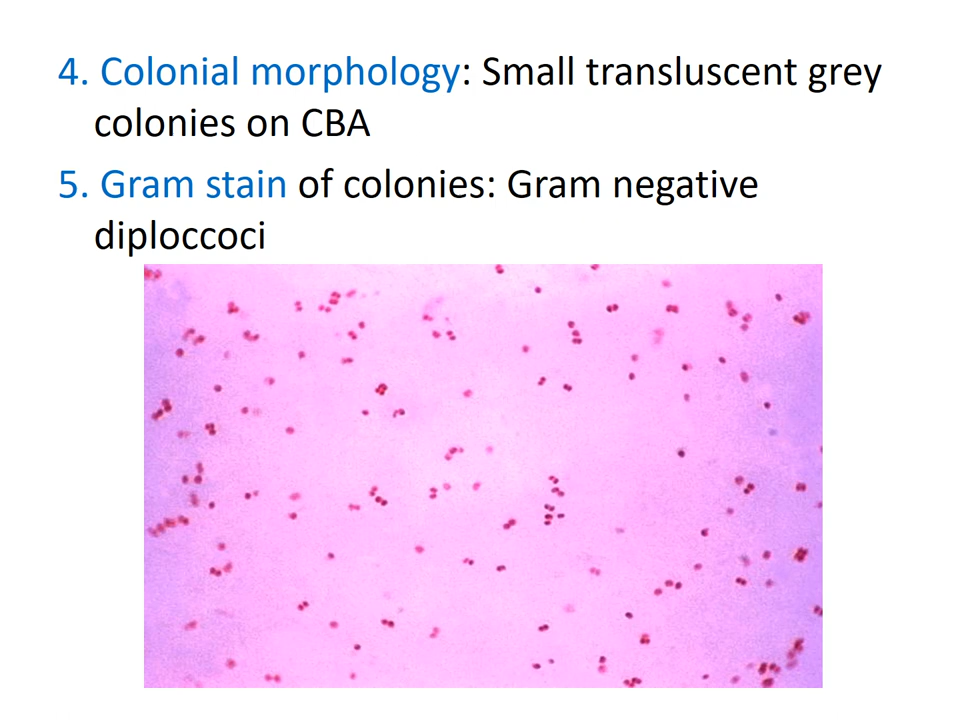 4. Colonial morphology: Small transluscent grey
colonies on CBA
5. Gram stain of colonies: Gram negative
diploccoci